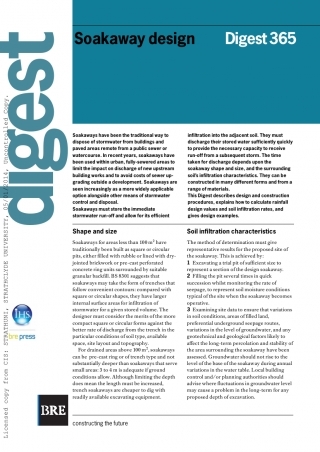 Soakaway design
Digest 365
digest
Soakaways have been the traditional way to
dispose of stormwater from buildings and
paved areas remote from a public sewer or
watercourse. In recent years, soakaways have
been used within urban, fully-sewered areas to
limit the impact on discharge of new upstream
building works and to avoid costs of sewer up-
grading outside a development. Soakaways are
seen increasingly as a more widely applicable
option alongside other means of stormwater
control and disposal.
Soakaways must store the immediate
stormwater run-off and allow for its efficient
infiltration into the adjacent soil. They must
discharge their stored water sufficiently quickly
to provide the necessary capacity to receive
run-off from a subsequent storm. The time
taken for discharge depends upon the
soakaway shape and size, and the surrounding
soil's infiltration characteristics. They can be
constructed in many different forms and from a
range of materials.
This Digest describes design and construction
procedures, explains how to calculate rainfall
design values and soil infiltration rates, and
gives design examples.
Shape and size
Soakaways for areas less than 100 m² have
traditionally been built as square or circular
pits, either filled with rubble or lined with dry-
jointed brickwork or pre-cast perforated
concrete ring units surrounded by suitable
granular backfill. BS 8301 suggests that
soakaways may take the form of trenches that
follow convenient contours: compared with
square or circular shapes, they have larger
internal surface areas for infiltration of
stormwater for a given stored volume. The
designer must consider the merits of the more
compact square or circular forms against the
better rate of discharge from the trench in the
particular conditions of soil type, available
space, site layout and topography.
For drained areas above 100 m², soakaways
can be pre-cast ring or of trench type and not
substantially deeper than soakaways that serve
small areas: 3 to 4 m is adequate if ground
conditions allow. Although limiting the depth
does mean the length must be increased,
trench soakaways are cheaper to dig with
readily available excavating equipment.
Soil infiltration characteristics
The method of determination must give
representative results for the proposed site of
the soakaway. This is achieved by:
1 Excavating a trial pit of sufficient size to
represent a section of the design soakaway.
2 Filling the pit several times in quick
succession whilst monitoring the rate of
seepage, to represent soil moisture conditions
typical of the site when the soakaway becomes
operative.
3 Examining site data to ensure that variations
in soil conditions, areas of filled land,
preferential underground seepage routes,
variations in the level of groundwater, and any
geotechnical and geological factors likely to
affect the long-term percolation and stability of
the area surrounding the soakaway have been
assessed. Groundwater should not rise to the
level of the base of the soakaway during annual
variations in the water table. Local building
control and/or planning authorities should
advise where fluctuations in groundwater level
may cause a problem in the long-term for any
proposed depth of excavation.
IHS
brepress
BRE
constructing the future